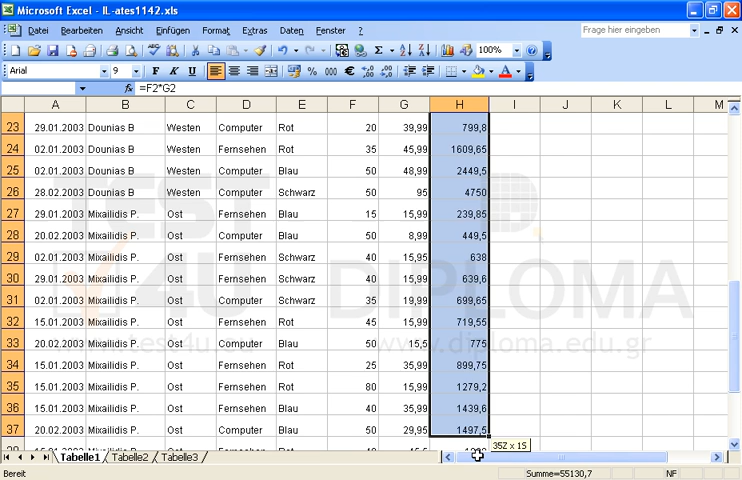 Microsoft Excel - IL-ates1142.xls
Datei Bearbeiten Ansicht Einfügen Format Extras Daten Fenster ? Frage hier eingeben
100%
Arial 9 F K U % 000 €
fx =F2*G2
A B C D E F G H I J K L M
23 29.01.2003 Dounias B Westen Computer Rot 20 39,99 799,8
24 02.01.2003 Dounias B Westen Fernsehen Rot 35 45,99 1609,65
25 02.01.2003 Dounias B Westen Computer Blau 50 48,99 2449,5
26 28.02.2003 Dounias B Westen Computer Schwarz 50 95 4750
27 29.01.2003 Mixailidis P. Ost Fernsehen Blau 15 15,99 239,85
28 20.02.2003 Mixailidis P. Ost Computer Blau 50 8,99 449,5
29 02.01.2003 Mixailidis P. Ost Fernsehen Schwarz 40 15,95 638
30 29.01.2003 Mixailidis P. Ost Fernsehen Schwarz 40 15,99 639,6
31 02.01.2003 Mixailidis P. Ost Computer Schwarz 35 19,99 699,65
32 15.01.2003 Mixailidis P. Ost Fernsehen Rot 45 15,99 719,55
33 20.02.2003 Mixailidis P. Ost Computer Blau 50 15,5 775
34 15.01.2003 Mixailidis P. Ost Fernsehen Rot 25 35,99 899,75
35 15.01.2003 Mixailidis P. Ost Fernsehen Rot 80 15,99 1279,2
36 15.01.2003 Mixailidis P. Ost Fernsehen Blau 40 35,99 1439,6
37 20.02.2003 Mixailidis P. Ost Computer Blau 50 29,95 1497,5
35Z x 1S
Tabelle1 Tabelle2 Tabelle3
Bereit Summe=55130,7 NF
TEST
4U
DIPLOMA
www.test4u.eu
www.diploma.edu.gr